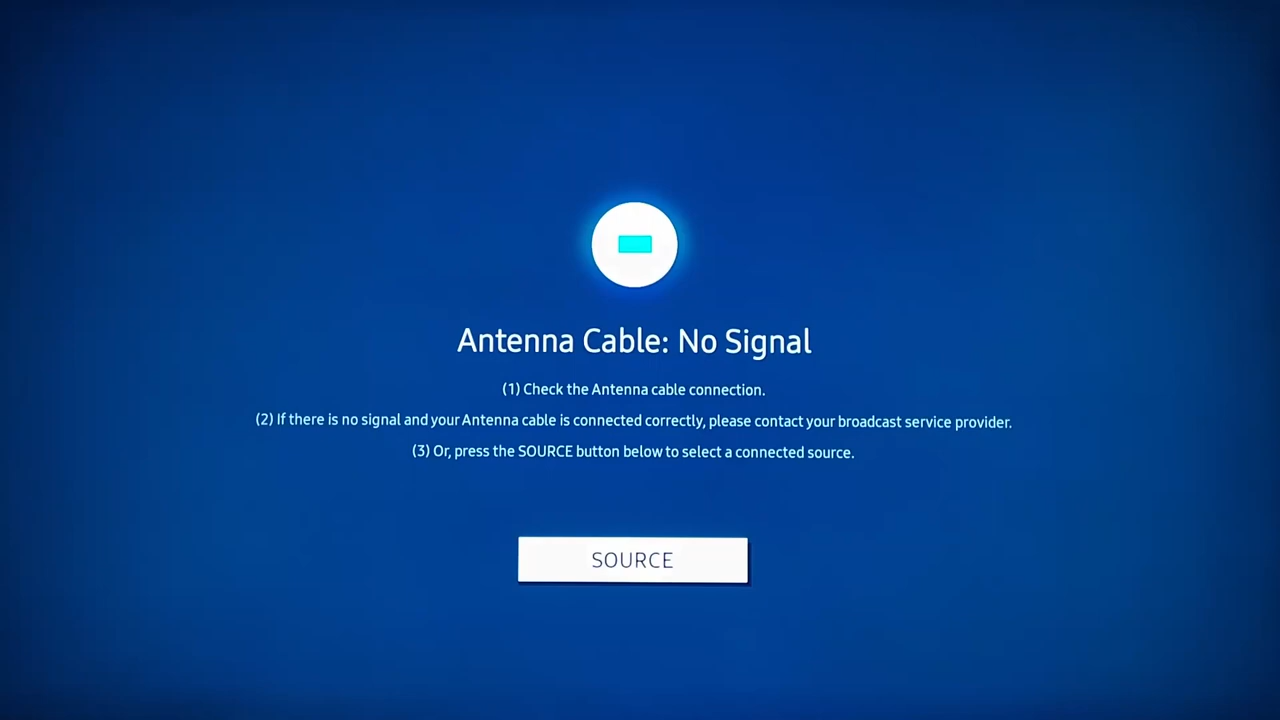 Antenna Cable: No Signal
(1) Check the Antenna cable connection.
(2) If there is no signal and your Antenna cable is connected correctly, please contact your broadcast service provider.
(3) Or, press the SOURCE button below to select a connected source.
SOURCE